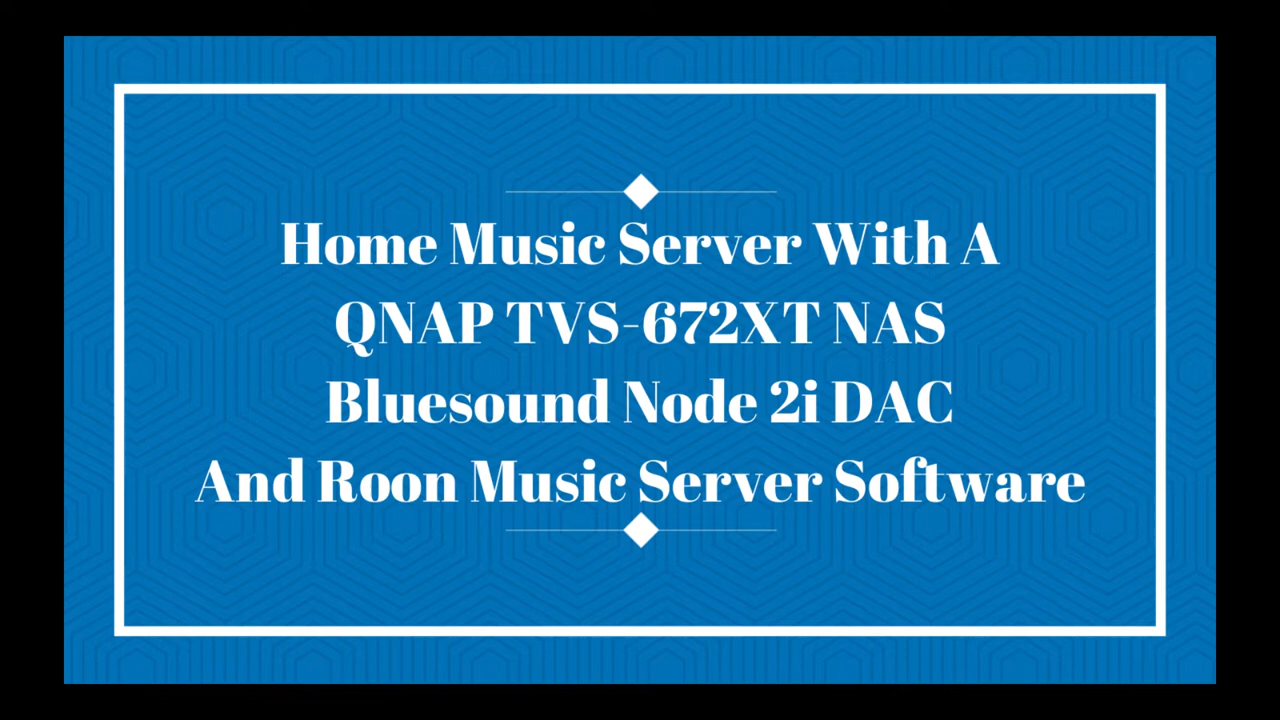 Home Music Server With A
QNAP TVS-672XT NAS
Bluesound Node 2i DAC
And Roon Music Server Software